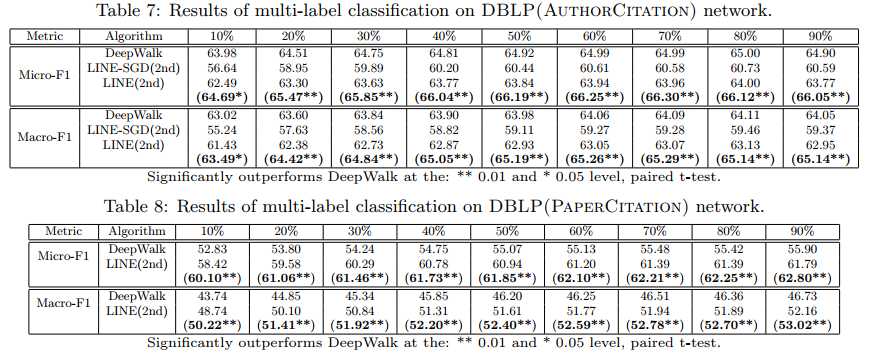 Table 7: Results of multi-label classification on DBLP(AUTHORCITATION) network.
Metric Algorithm 10% 20% 30% 40% 50% 60% 70% 80% 90%
DeepWalk 63.98 64.51 64.75 64.81 64.92 64.99 64.99 65.00 64.90
Micro-F1 LINE-SGD(2nd) 56.64 58.95 59.89 60.20 60.44 60.61 60.58 60.73 60.59
LINE(2nd) 62.49 63.30 63.63 63.77 63.84 63.94 63.96 64.00 63.77
(64.69*) (65.47**) (65.85**) (66.04**) (66.19**) (66.25**) (66.30**) (66.12**) (66.05**)
DeepWalk 63.02 63.60 63.84 63.90 63.98 64.06 64.09 64.11 64.05
Macro-F1 LINE-SGD(2nd) 55.24 57.63 58.56 58.82 59.11 59.27 59.28 59.46 59.37
LINE(2nd) 61.43 62.38 62.73 62.87 62.93 63.05 63.07 63.13 62.95
(63.49*) (64.42**) (64.84**) (65.05**) (65.19**) (65.26**) (65.29**) (65.14**) (65.14**)
Significantly outperforms DeepWalk at the: ** 0.01 and * 0.05 level, paired t-test.
Table 8: Results of multi-label classification on DBLP(PAPERCITATION) network.
Metric Algorithm 10% 20% 30% 40% 50% 60% 70% 80% 90%
DeepWalk 52.83 53.80 54.24 54.75 55.07 55.13 55.48 55.42 55.90
Micro-F1 LINE(2nd) 58.42 59.58 60.29 60.78 60.94 61.20 61.39 61.39 61.79
(60.10**) (61.06**) (61.46**) (61.73**) (61.85**) (62.10**) (62.21**) (62.25**) (62.80**)
DeepWalk 43.74 44.85 45.34 45.85 46.20 46.25 46.51 46.36 46.73
Macro-F1 LINE(2nd) 48.74 50.10 50.84 51.31 51.61 51.77 51.94 51.89 52.16
(50.22**) (51.41**) (51.92**) (52.20**) (52.40**) (52.59**) (52.78**) (52.70**) (53.02**)
Significantly outperforms DeepWalk at the: ** 0.01 and * 0.05 level, paired t-test.